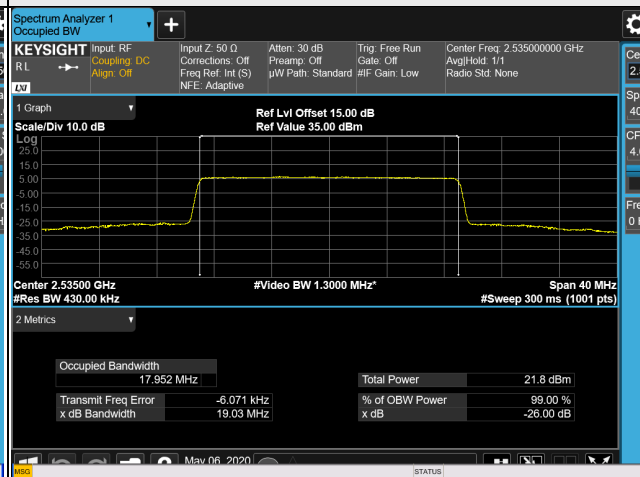 Spectrum Analyzer 1
Occupied BW
KEYSIGHT
RL
LXI
Input: RF
Coupling: DC
Align: Off
Input Z: 50 Ω
Corrections: Off
Freq Ref: Int (S)
NFE: Adaptive
Atten: 30 dB
Preamp: Off
µW Path: Standard
Trig: Free Run
Gate: Off
#IF Gain: Low
Center Freq: 2.535000000 GHz
Avg|Hold: 1/1
Radio Std: None
1 Graph
Scale/Div 10.0 dB
Ref Lvl Offset 15.00 dB
Ref Value 35.00 dBm
Log
25.0
15.0
5.00
-5.00
-15.0
-25.0
-35.0
-45.0
-55.0
Center 2.53500 GHz
#Res BW 430.00 kHz
#Video BW 1.3000 MHz*
Span 40 MHz
#Sweep 300 ms (1001 pts)
2 Metrics
Occupied Bandwidth
17.952 MHz
Transmit Freq Error -6.071 kHz
x dB Bandwidth 19.03 MHz
Total Power 21.8 dBm
% of OBW Power 99.00 %
x dB -26.00 dB
May 06, 2020
MSG
STATUS